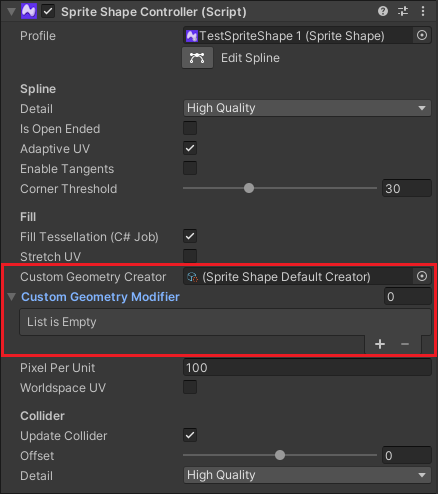 Sprite Shape Controller (Script)
Profile TestSpriteShape 1 (Sprite Shape)
Edit Spline
Spline
Detail High Quality
Is Open Ended
Adaptive UV
Enable Tangents
Corner Threshold 30
Fill
Fill Tessellation (C# Job)
Stretch UV
Custom Geometry Creator (Sprite Shape Default Creator)
Custom Geometry Modifier 0
List is Empty
Pixel Per Unit 100
Worldspace UV
Collider
Update Collider
Offset 0
Detail High Quality